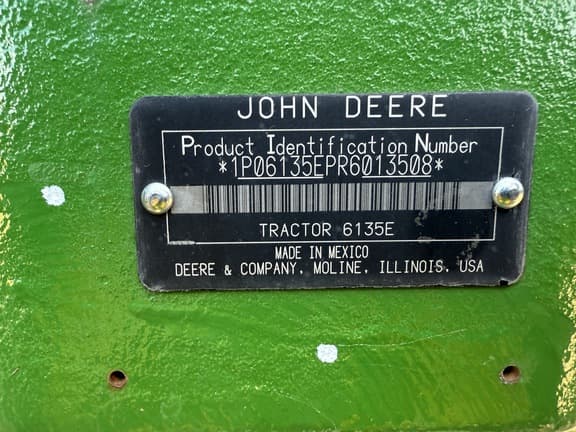 JOHN DEERE
Product Identification Number
*1P06135EPR6013508*
TRACTOR 6135E
MADE IN MEXICO
DEERE & COMPANY, MOLINE, ILLINOIS, USA